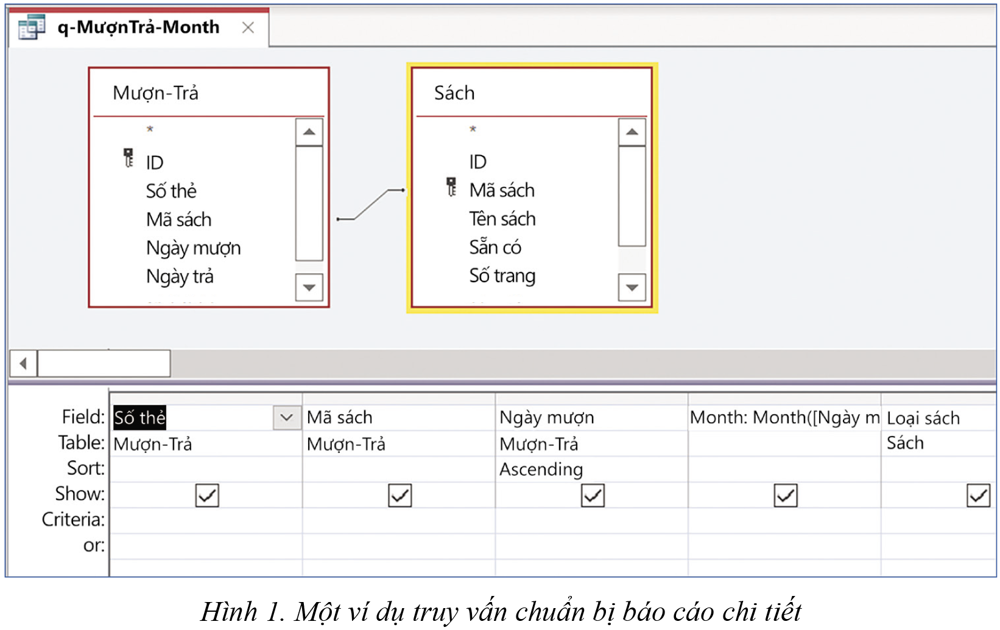 q-MượnTrả-Month
Mượn-Trả
*
ID
Số thẻ
Mã sách
Ngày mượn
Ngày trả
Sách
*
ID
Mã sách
Tên sách
Sẵn có
Số trang
Field: Số thẻ Mã sách Ngày mượn Month: Month([Ngày m Loại sách
Table: Mượn-Trả Mượn-Trả Mượn-Trả Sách
Sort: Ascending
Show:
Criteria:
or:
Hình 1. Một ví dụ truy vấn chuẩn bị báo cáo chi tiết